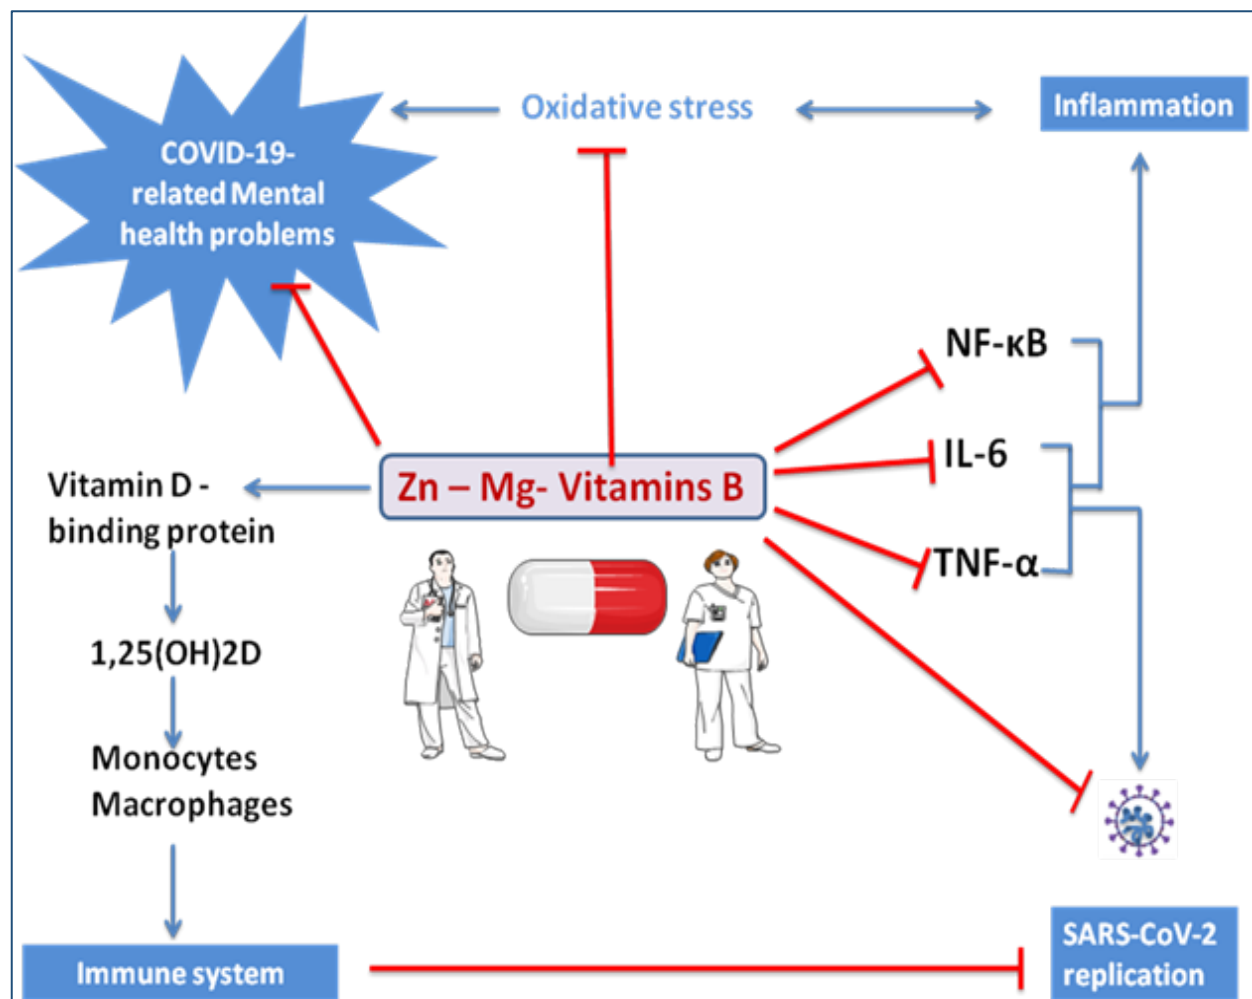 COVID-19-
related Mental
health problems
Oxidative stress
Inflammation
NF-κB
IL-6
TNF-α
Zn – Mg- Vitamins B
Vitamin D -
binding protein
1,25(OH)2D
Monocytes
Macrophages
Immune system
SARS-CoV-2
replication